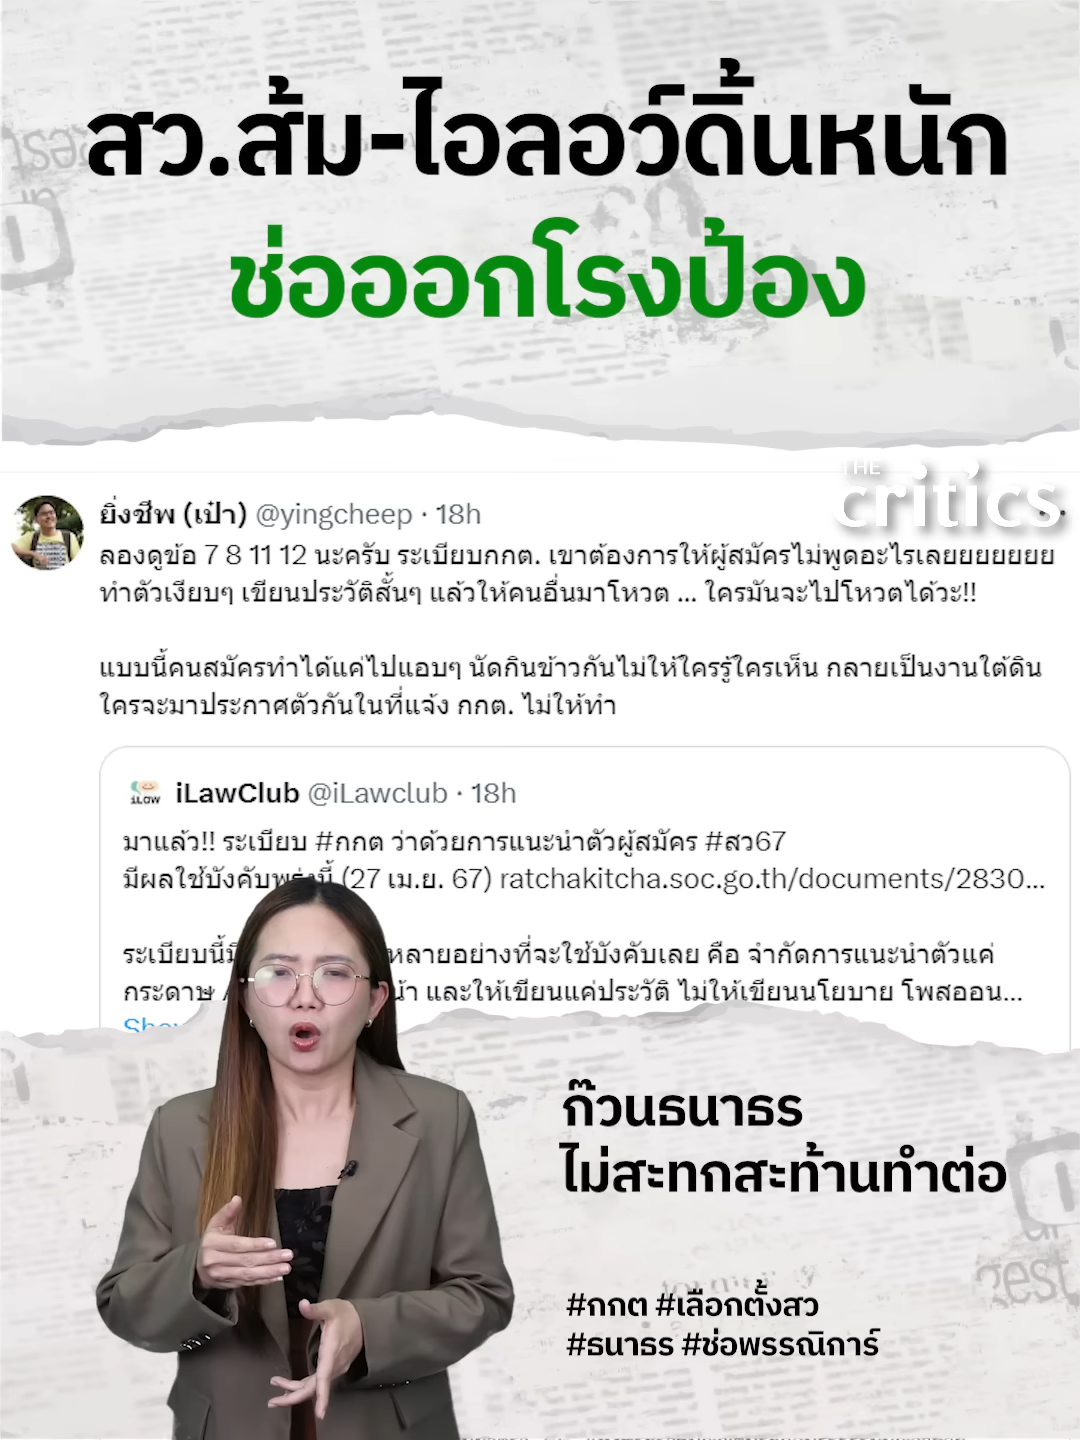 สว.ส้ม-ไอลอว์ดิ้นหนัก
ช่อออกโรงป้อง
THE
critics
ยิ่งชีพ (เป๋า) @yingcheep · 18h
ลองดูข้อ 7 8 11 12 นะครับ ระเบียบกกต. เขาต้องการให้ผู้สมัครไม่พูดอะไรเลยยยยยยย
ทำตัวเงียบๆ เขียนประวัติสั้นๆ แล้วให้คนอื่นมาโหวต ... ใครมันจะไปโหวตได้วะ!!
แบบนี้คนสมัครทำได้แค่ไปแอบๆ นัดกินข้าวกันไม่ให้ใครรู้ใครเห็น กลายเป็นงานใต้ดิน
ใครจะมาประกาศตัวกันในที่แจ้ง กกต. ไม่ให้ทำ
iLaw
iLawClub @iLawclub · 18h
มาแล้ว!! ระเบียบ #กกต ว่าด้วยการแนะนำตัวผู้สมัคร #สว67
มีผลใช้บังคับพรุ่งนี้ (27 เม.ย. 67) ratchakitcha.soc.go.th/documents/2830...
ระเบียบนี้มี หลายอย่างที่จะใช้บังคับเลย คือ จำกัดการแนะนำตัวแค่
กระดาษ และให้เขียนแค่ประวัติ ไม่ให้เขียนนโยบาย โพสออน...
ก๊วนธนาธร
ไม่สะทกสะท้านทำต่อ
#กกต #เลือกตั้งสว
#ธนาธร #ช่อพรรณิการ์